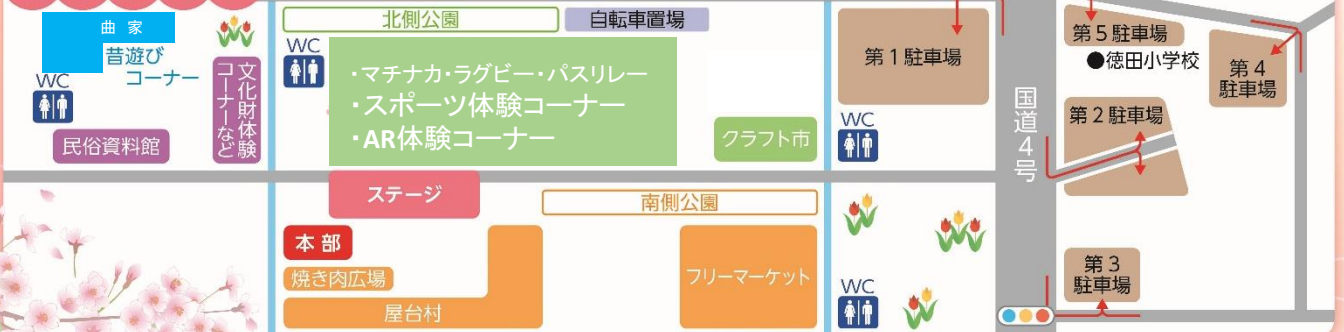 曲 家
昔遊び
コーナー
WC
民俗資料館
文化財体験
コーナーなど
北側公園
自転車置場
WC
・マチナカ・ラグビー・パスリレー
・スポーツ体験コーナー
・AR体験コーナー
クラフト市
ステージ
南側公園
本部
焼き肉広場
屋台村
フリーマーケット
第1駐車場
WC
WC
国道4号
第5駐車場
●徳田小学校
第4
駐車場
第2駐車場
第3
駐車場